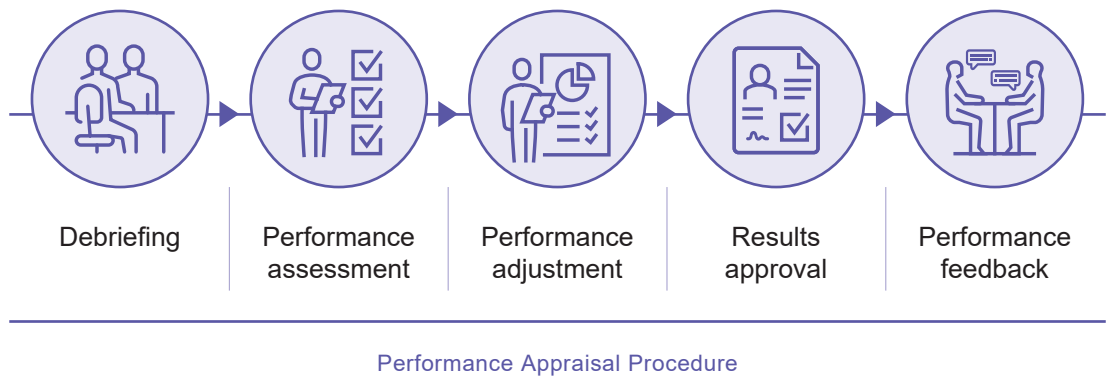 Debriefing
Performance
assessment
Performance
adjustment
Results
approval
Performance
feedback
Performance Appraisal Procedure